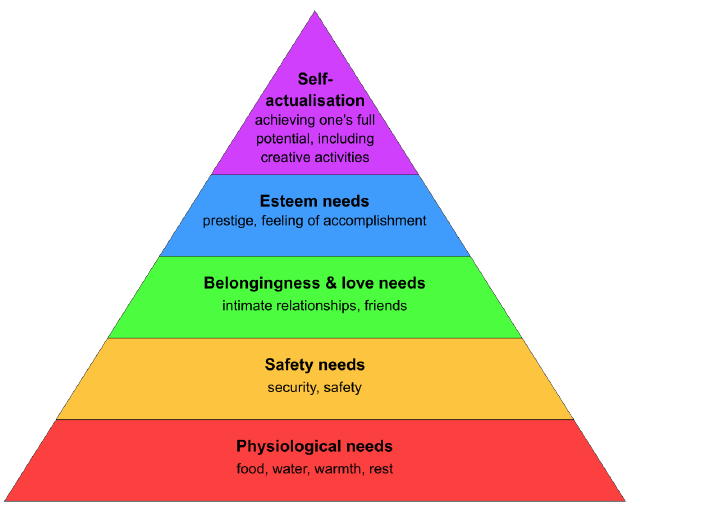 Self-
actualisation
achieving one's full
potential, including
creative activities
Esteem needs
prestige, feeling of accomplishment
Belongingness & love needs
intimate relationships, friends
Safety needs
security, safety
Physiological needs
food, water, warmth, rest